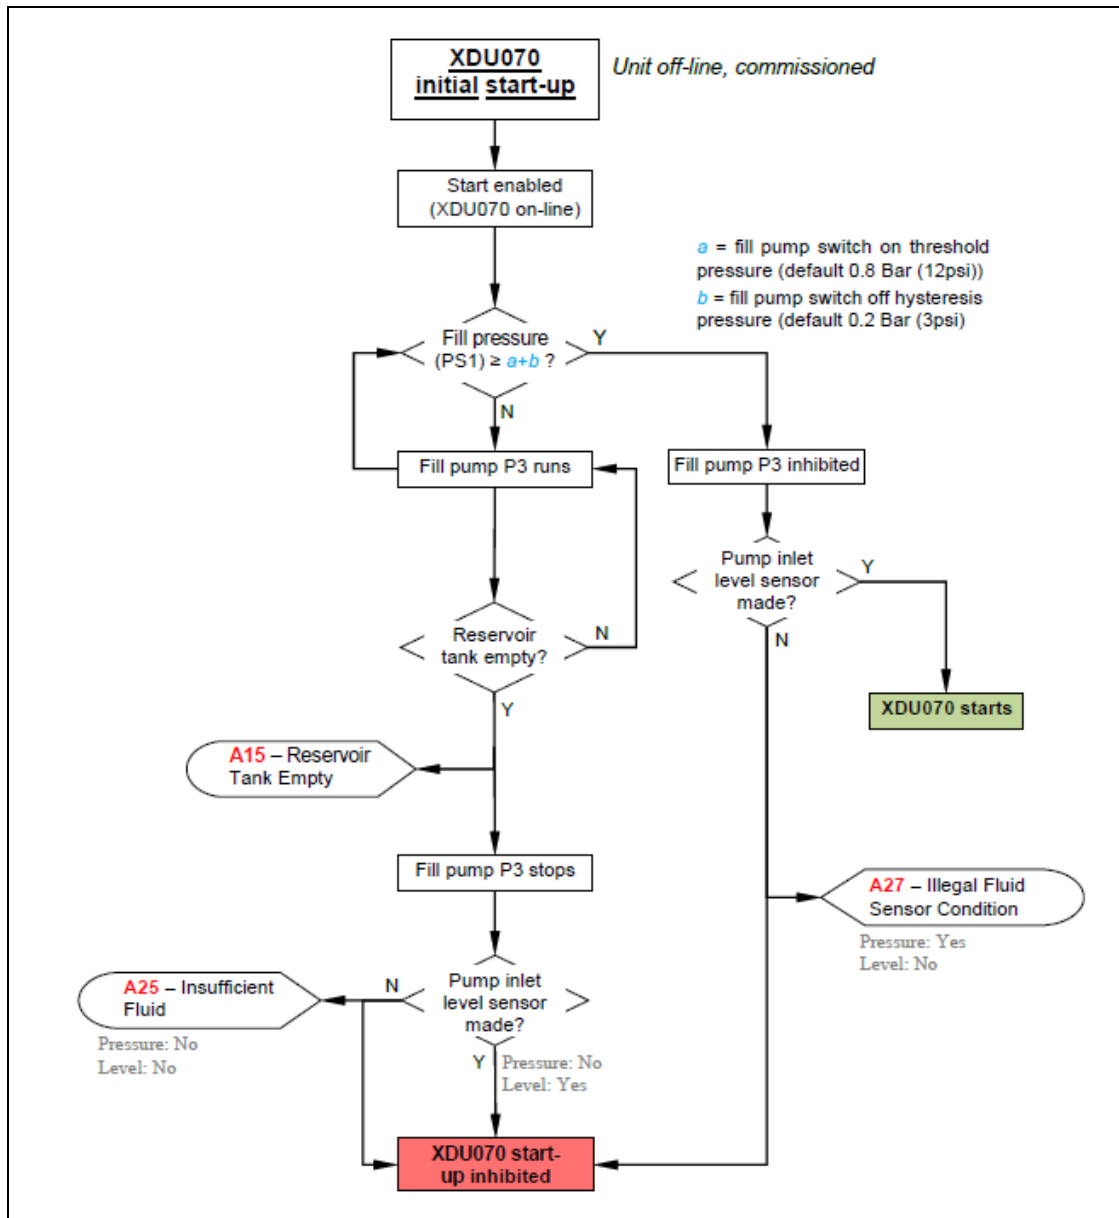 XDU070
initial start-up
Unit off-line, commissioned
Start enabled
(XDU070 on-line)
a = fill pump switch on threshold
pressure (default 0.8 Bar (12psi))
b = fill pump switch off hysteresis
pressure (default 0.2 Bar (3psi)
Fill pressure
(PS1) ≥ a+b ?
Y
N
Fill pump P3 runs
Fill pump P3 inhibited
Pump inlet
level sensor
made?
Y
N
Reservoir
tank empty?
N
Y
XDU070 starts
A15 – Reservoir
Tank Empty
Fill pump P3 stops
A27 – Illegal Fluid
Sensor Condition
Pressure: Yes
Level: No
Pump inlet
level sensor
made?
N
A25 – Insufficient
Fluid
Pressure: No
Level: No
Y
Pressure: No
Level: Yes
XDU070 start-
up inhibited